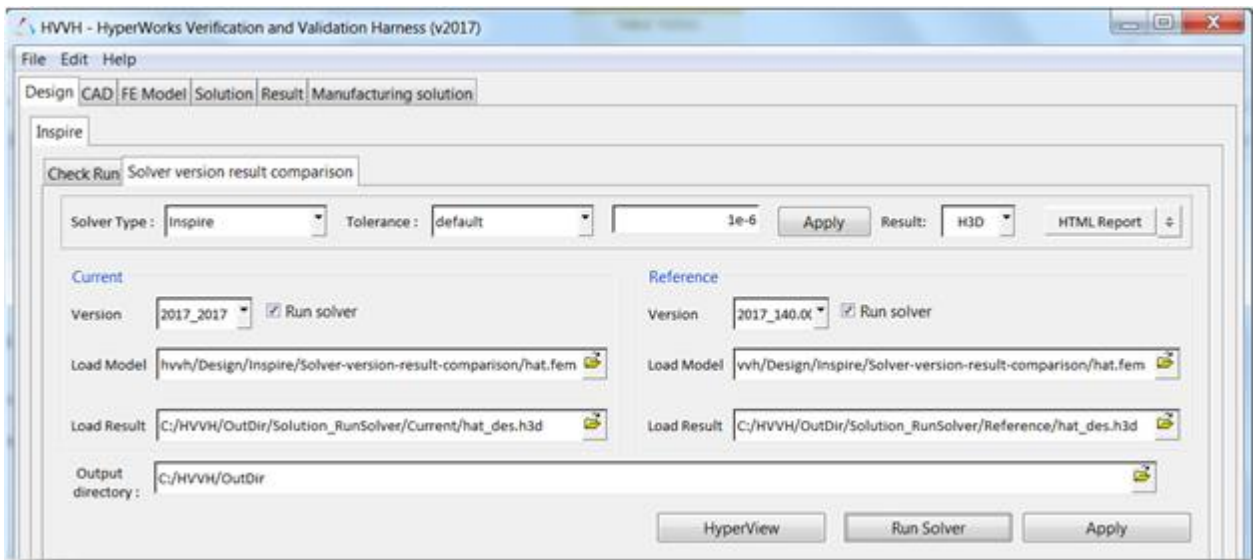 HVVH - HyperWorks Verification and Validation Harness (v2017)
File Edit Help
Design CAD FE Model Solution Result Manufacturing solution
Inspire
Check Run Solver version result comparison
Solver Type : Inspire Tolerance : default 1e-6 Apply Result: H3D HTML Report
Current Reference
Version 2017_2017 Run solver Version 2017_140.0( Run solver
Load Model hvvh/Design/Inspire/Solver-version-result-comparison/hat.fem Load Model vvh/Design/Inspire/Solver-version-result-comparison/hat.fem
Load Result C:/HVVH/OutDir/Solution_RunSolver/Current/hat_des.h3d Load Result C:/HVVH/OutDir/Solution_RunSolver/Reference/hat_des.h3d
Output
directory : C:/HVVH/OutDir
HyperView Run Solver Apply